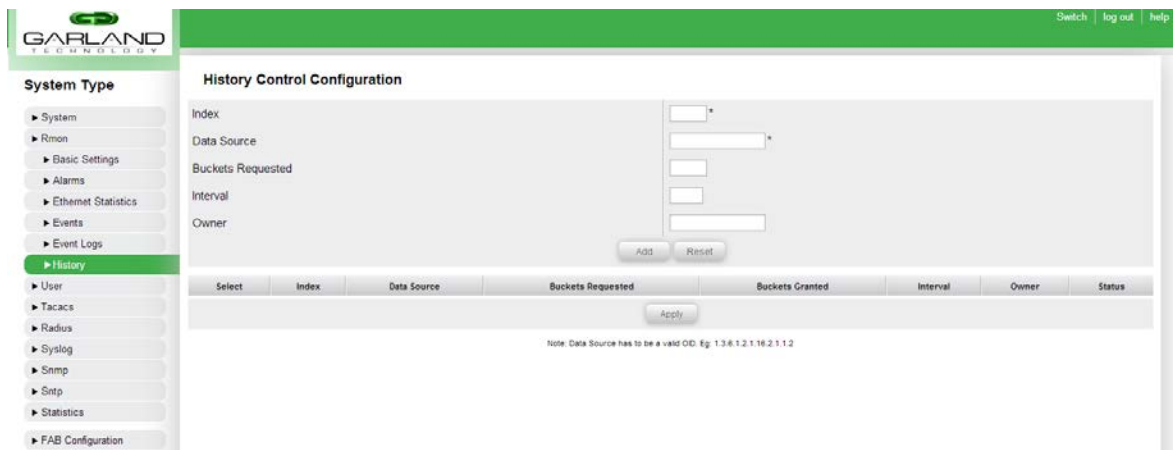 Switch | log out | help
GARLAND
TECHNOLOGY
System Type
► System
► Rmon
► Basic Settings
► Alarms
► Ethernet Statistics
► Events
► Event Logs
► History
► User
► Tacacs
► Radius
► Syslog
► Snmp
► Sntp
► Statistics
► FAB Configuration
History Control Configuration
Index *
Data Source *
Buckets Requested
Interval
Owner
Add Reset
Select Index Data Source Buckets Requested Buckets Granted Interval Owner Status
Apply
Note: Data Source has to be a valid OID. Eg: 1.3.6.1.2.1.16.2.1.1.2